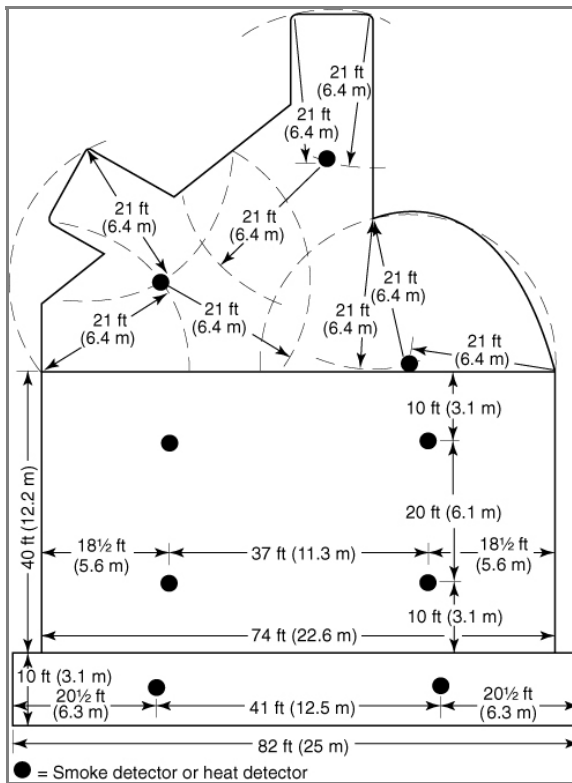 21 ft
(6.4 m)
21 ft
(6.4 m)
21 ft
(6.4 m)
21 ft
(6.4 m)
21 ft
(6.4 m)
21 ft
(6.4 m)
21 ft
(6.4 m)
21 ft
(6.4 m)
21 ft
(6.4 m)
10 ft (3.1 m)
40 ft (12.2 m)
20 ft (6.1 m)
18½ ft
(5.6 m)
37 ft (11.3 m)
18½ ft
(5.6 m)
10 ft (3.1 m)
74 ft (22.6 m)
10 ft (3.1 m)
20½ ft
(6.3 m)
41 ft (12.5 m)
20½ ft
(6.3 m)
82 ft (25 m)
= Smoke detector or heat detector